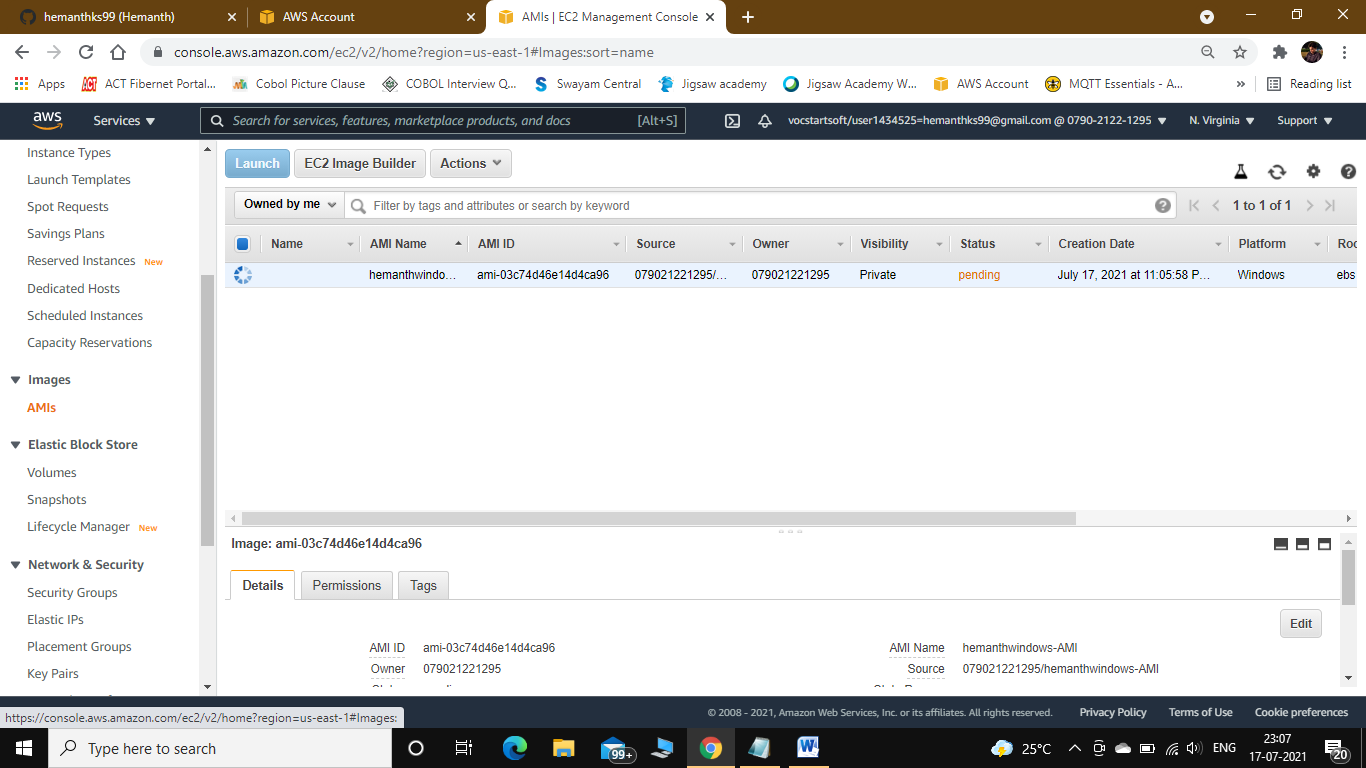 hemanthks99 (Hemanth)
AWS Account
AMIs | EC2 Management Console
console.aws.amazon.com/ec2/v2/home?region=us-east-1#Images:sort=name
Apps
ACT Fibernet Portal...
Cobol Picture Clause
COBOL Interview Q...
Swayam Central
Jigsaw academy
Jigsaw Academy W...
AWS Account
MQTT Essentials - A...
»
Reading list
aws
Services
Search for services, features, marketplace products, and docs
[Alt+S]
vocstartsoft/user1434525=hemanthks99@gmail.com @ 0790-2122-1295
N. Virginia
Support
Instance Types
Launch Templates
Spot Requests
Savings Plans
Reserved Instances New
Dedicated Hosts
Scheduled Instances
Capacity Reservations
Images
AMIs
Elastic Block Store
Volumes
Snapshots
Lifecycle Manager New
Network & Security
Security Groups
Elastic IPs
Placement Groups
Key Pairs
Launch
EC2 Image Builder
Actions
Owned by me
Filter by tags and attributes or search by keyword
1 to 1 of 1
Name AMI Name AMI ID Source Owner Visibility Status Creation Date Platform Roo
hemanthwindo... ami-03c74d46e14d4ca96 079021221295/... 079021221295 Private pending July 17, 2021 at 11:05:58 P... Windows ebs
Image: ami-03c74d46e14d4ca96
Details
Permissions
Tags
Edit
AMI ID ami-03c74d46e14d4ca96
AMI Name hemanthwindows-AMI
Owner 079021221295
Source 079021221295/hemanthwindows-AMI
https://console.aws.amazon.com/ec2/v2/home?region=us-east-1#Images:
© 2008 - 2021, Amazon Web Services, Inc. or its affiliates. All rights reserved.
Privacy Policy
Terms of Use
Cookie preferences
Type here to search
99+
25°C
ENG
23:07
17-07-2021
20